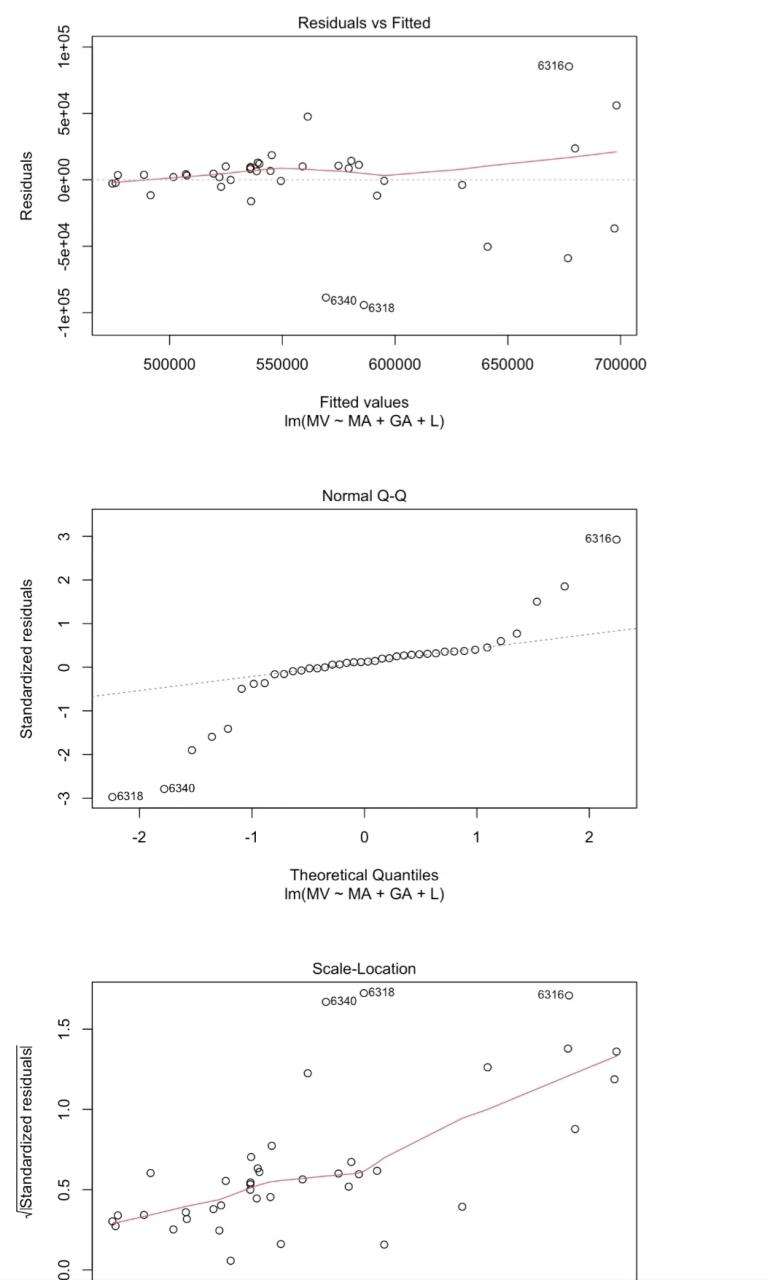 Residuals vs Fitted
1e+05
5e+04
0e+00
-5e+04
-1e+05
Residuals
6316
6340
6318
500000 550000 600000 650000 700000
Fitted values
lm(MV ~ MA + GA + L)
Normal Q-Q
3
2
1
0
-1
-2
-3
Standardized residuals
6316
6340
6318
-2 -1 0 1 2
Theoretical Quantiles
lm(MV ~ MA + GA + L)
Scale-Location
1.5
1.0
0.5
0.0
√|Standardized residuals|
6318
6340
6316